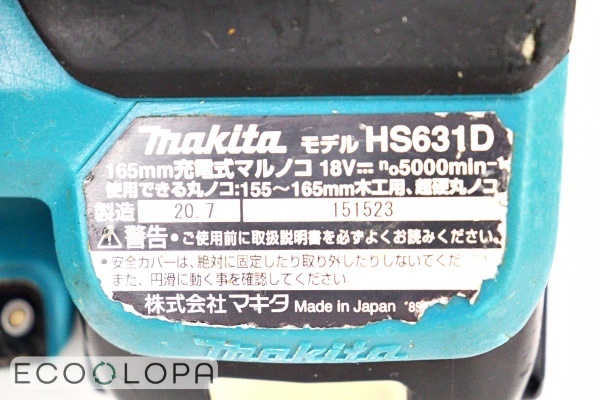 makita モデル HS631D
165mm充電式マルノコ 18V⎓ n₀5000min⁻¹
使用できる丸ノコ:155～165mm木工用、超硬丸ノコ
製造 20.7 151523
⚠警告 • ご使用前に取扱説明書を必ずよくお読みください。
• 安全カバーは、絶対に固定したり取り外したりしないでくだ
また、円滑に動く事を確認してください。
株式会社マキタ Made in Japan
makita
ECOOLOPA